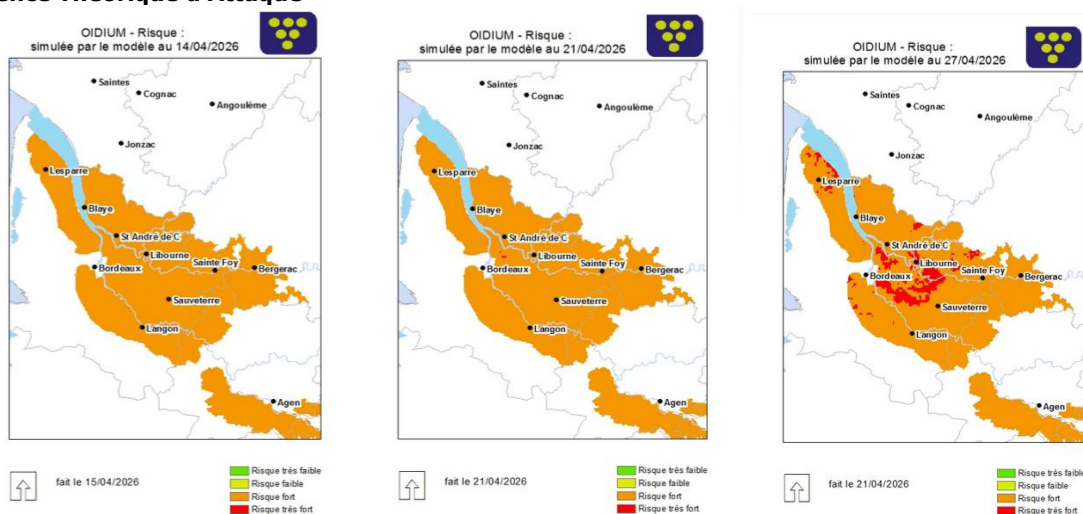 OIDIUM - Risque :
simulée par le modèle au 14/04/2026
Saintes
Cognac
Angoulème
Jonzac
Lesparre
Blaye
St André de C
Libourne
Bordeaux
Sainte Foy
Bergerac
Sauveterre
Langon
Agen
fait le 15/04/2026
Risque très faible
Risque faible
Risque fort
Risque très fort
OIDIUM - Risque :
simulée par le modèle au 21/04/2026
Saintes
Cognac
Angoulème
Jonzac
Lesparre
Blaye
St André de C
Libourne
Bordeaux
Sainte Foy
Bergerac
Sauveterre
Langon
Agen
fait le 21/04/2026
Risque très faible
Risque faible
Risque fort
Risque très fort
OIDIUM - Risque :
simulée par le modèle au 27/04/2026
Saintes
Cognac
Angoulème
Jonzac
Lesparre
Blaye
St André de C
Libourne
Bordeaux
Sainte Foy
Bergerac
Sauveterre
Langon
Agen
fait le 21/04/2026
Risque très faible
Risque faible
Risque fort
Risque très fort